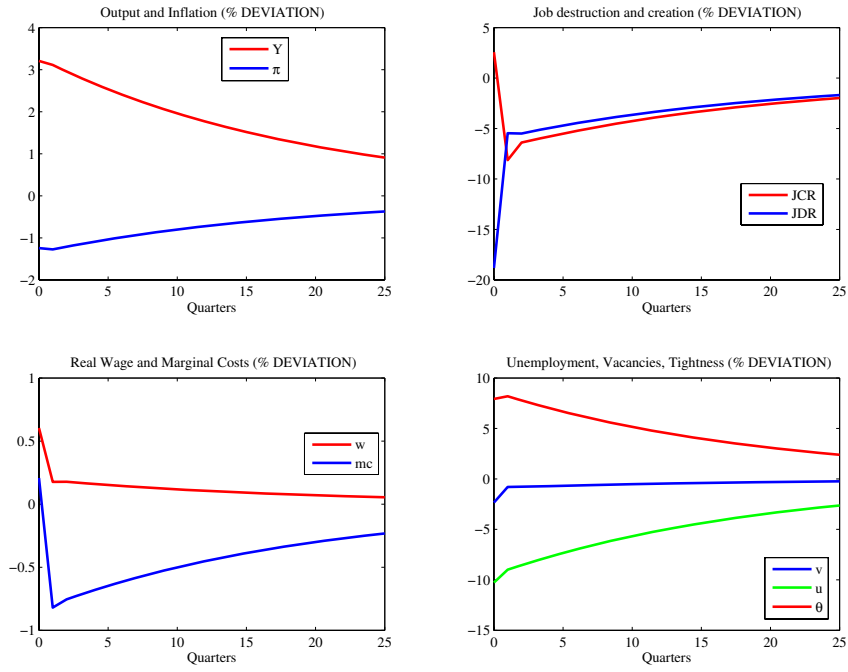 Output and Inflation (% DEVIATION)
4
3
2
1
0
−1
−2
Y
π
0 5 10 15 20 25
Quarters
Job destruction and creation (% DEVIATION)
5
0
−5
−10
−15
−20
JCR
JDR
0 5 10 15 20 25
Quarters
Real Wage and Marginal Costs (% DEVIATION)
1
0.5
0
−0.5
−1
w
mc
0 5 10 15 20 25
Quarters
Unemployment, Vacancies, Tightness (% DEVIATION)
10
5
0
−5
−10
−15
v
u
θ
0 5 10 15 20 25
Quarters